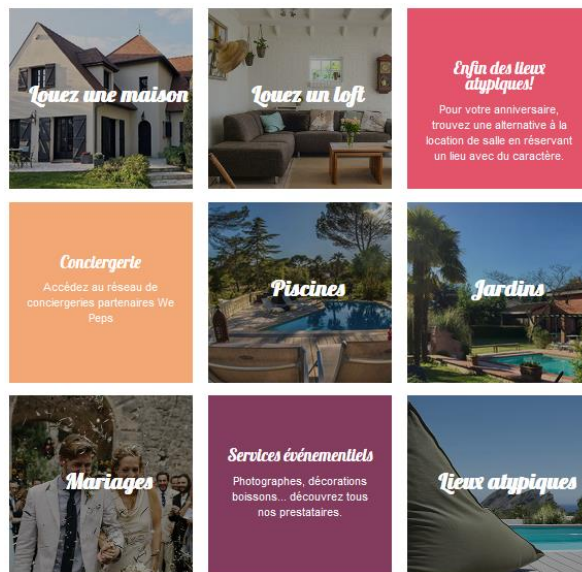 Louez une maison
Louez un loft
Enfin des lieux
atypiques!
Pour votre anniversaire,
trouvez une alternative à la
location de salle en réservant
un lieu avec du caractère.
Conciergerie
Accédez au réseau de
conciergeries partenaires We
Peps
Piscines
Jardins
Mariages
Services événementiels
Photographes, décorations
boissons... découvrez tous
nos prestataires.
Lieux atypiques